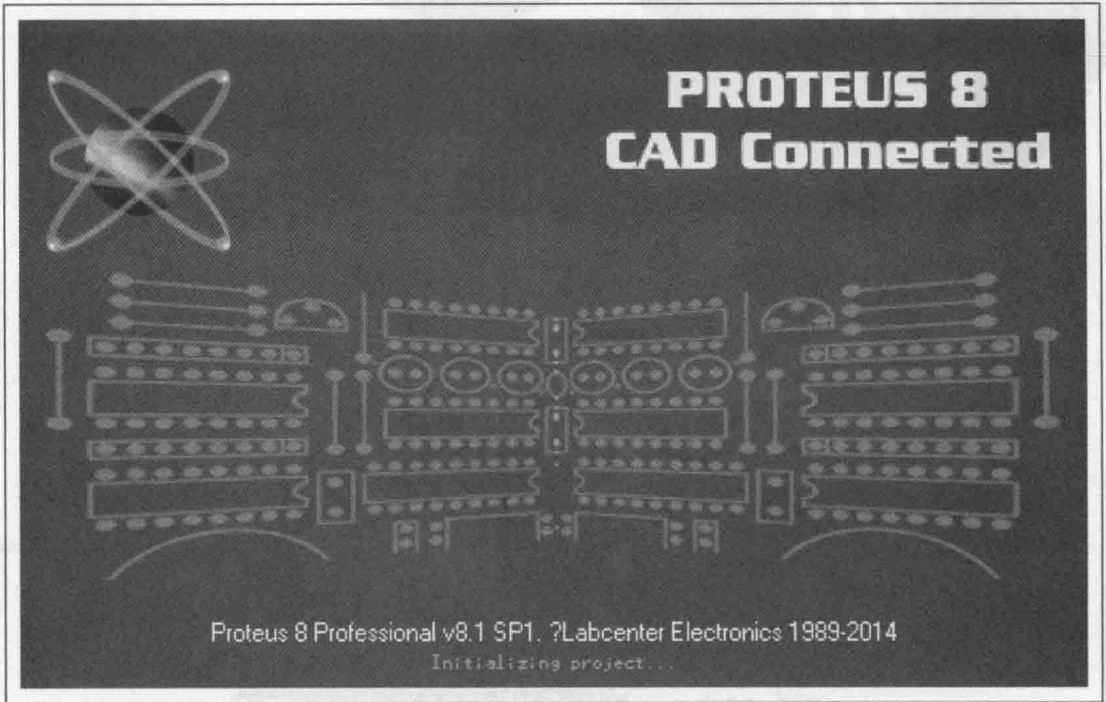 PROTEUS 8
CAD Connected
Proteus 8 Professional v8.1 SP1. ?Labcenter Electronics 1989-2014
Initializing project...